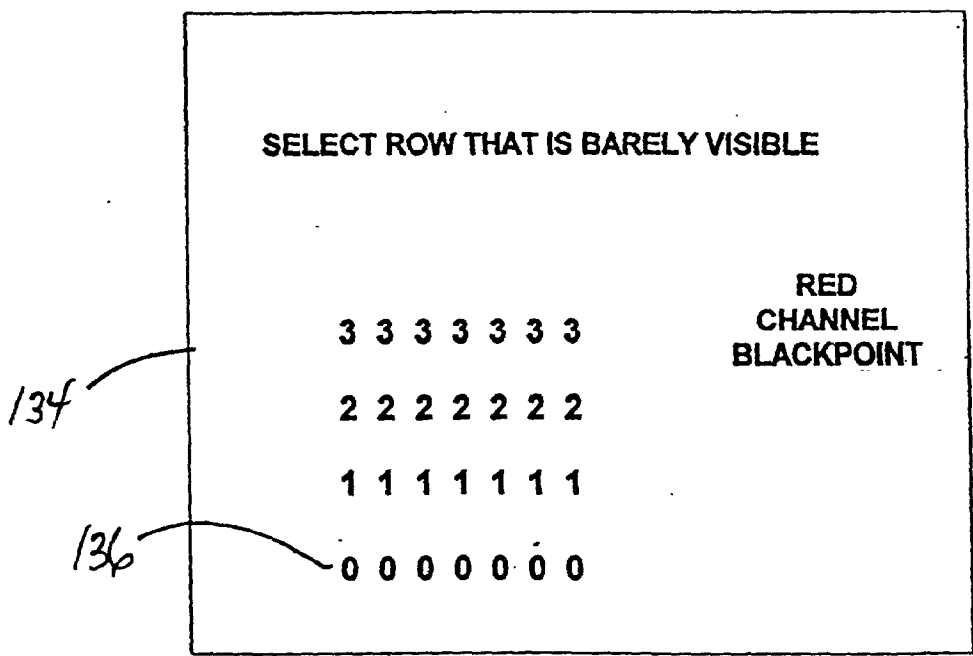 SELECT ROW THAT IS BARELY VISIBLE
RED
CHANNEL
BLACKPOINT
3 3 3 3 3 3 3
134
2 2 2 2 2 2 2
1 1 1 1 1 1 1
136
0 0 0 0 0 0 0